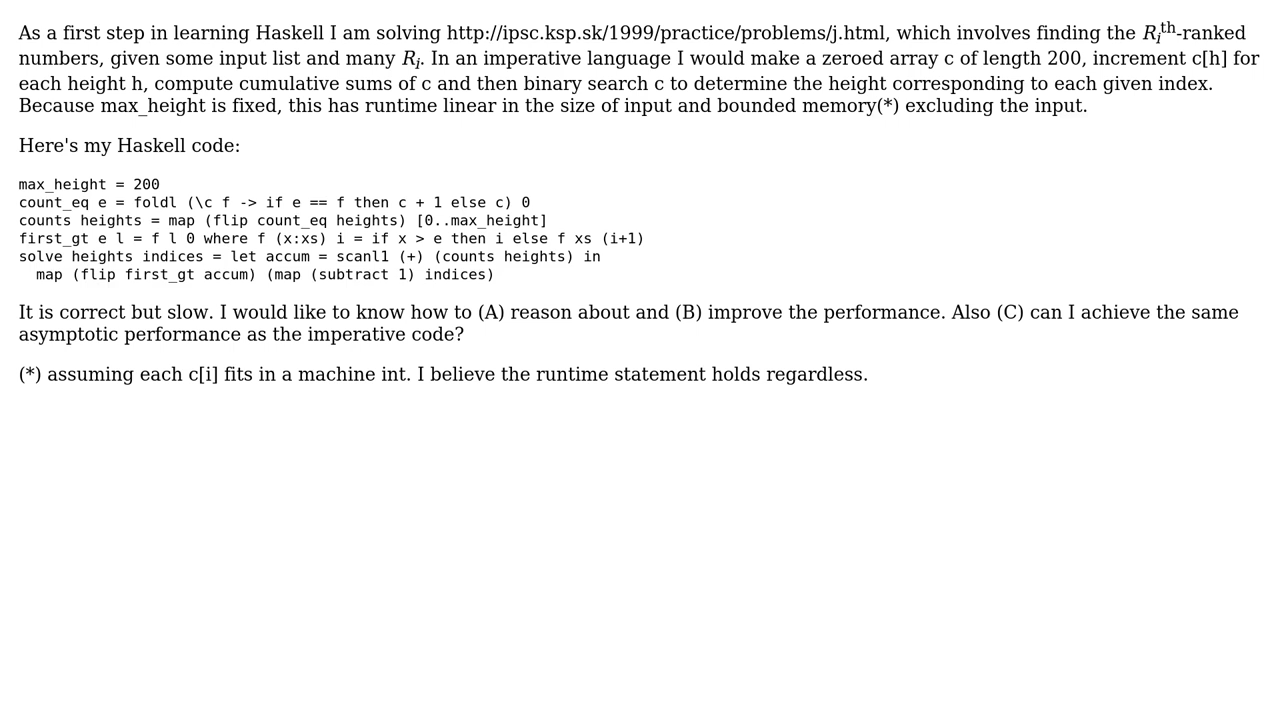 As a first step in learning Haskell I am solving http://ipsc.ksp.sk/1999/practice/problems/j.html, which involves finding the Rᵢᵗʰ-ranked
numbers, given some input list and many Rᵢ. In an imperative language I would make a zeroed array c of length 200, increment c[h] for
each height h, compute cumulative sums of c and then binary search c to determine the height corresponding to each given index.
Because max_height is fixed, this has runtime linear in the size of input and bounded memory(*) excluding the input.
Here's my Haskell code:
max_height = 200
count_eq e = foldl (\c f -> if e == f then c + 1 else c) 0
counts heights = map (flip count_eq heights) [0..max_height]
first_gt e l = f l 0 where f (x:xs) i = if x > e then i else f xs (i+1)
solve heights indices = let accum = scanl1 (+) (counts heights) in
  map (flip first_gt accum) (map (subtract 1) indices)
It is correct but slow. I would like to know how to (A) reason about and (B) improve the performance. Also (C) can I achieve the same
asymptotic performance as the imperative code?
(*) assuming each c[i] fits in a machine int. I believe the runtime statement holds regardless.